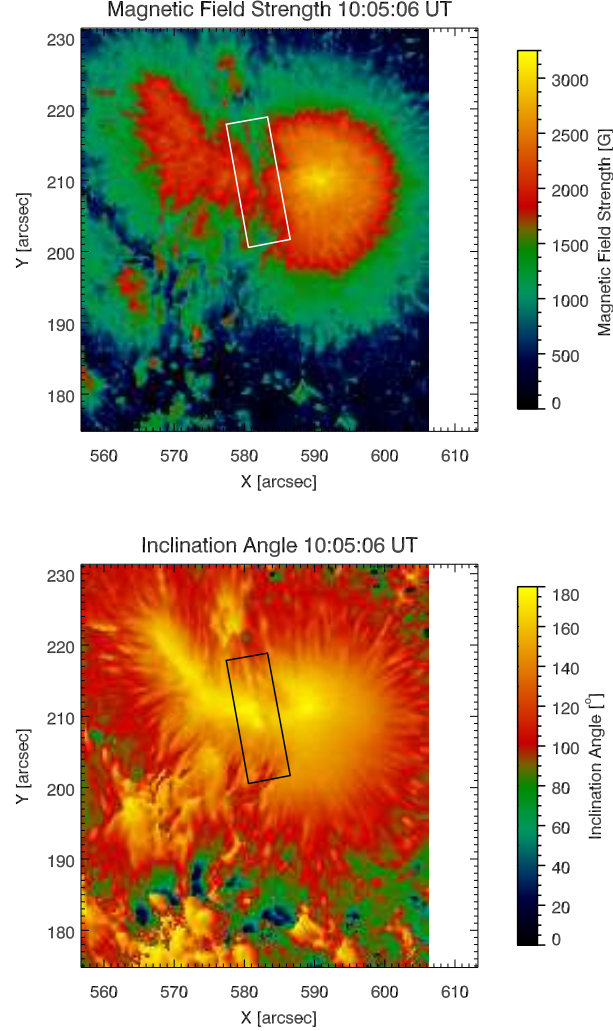 Magnetic Field Strength 10:05:06 UT
230
220
210
200
190
180
Y [arcsec]
560 570 580 590 600 610
X [arcsec]
3000
2500
2000
1500
1000
500
0
Magnetic Field Strength [G]
Inclination Angle 10:05:06 UT
230
220
210
200
190
180
Y [arcsec]
560 570 580 590 600 610
X [arcsec]
180
160
140
120
100
80
60
40
20
0
Inclination Angle [°]